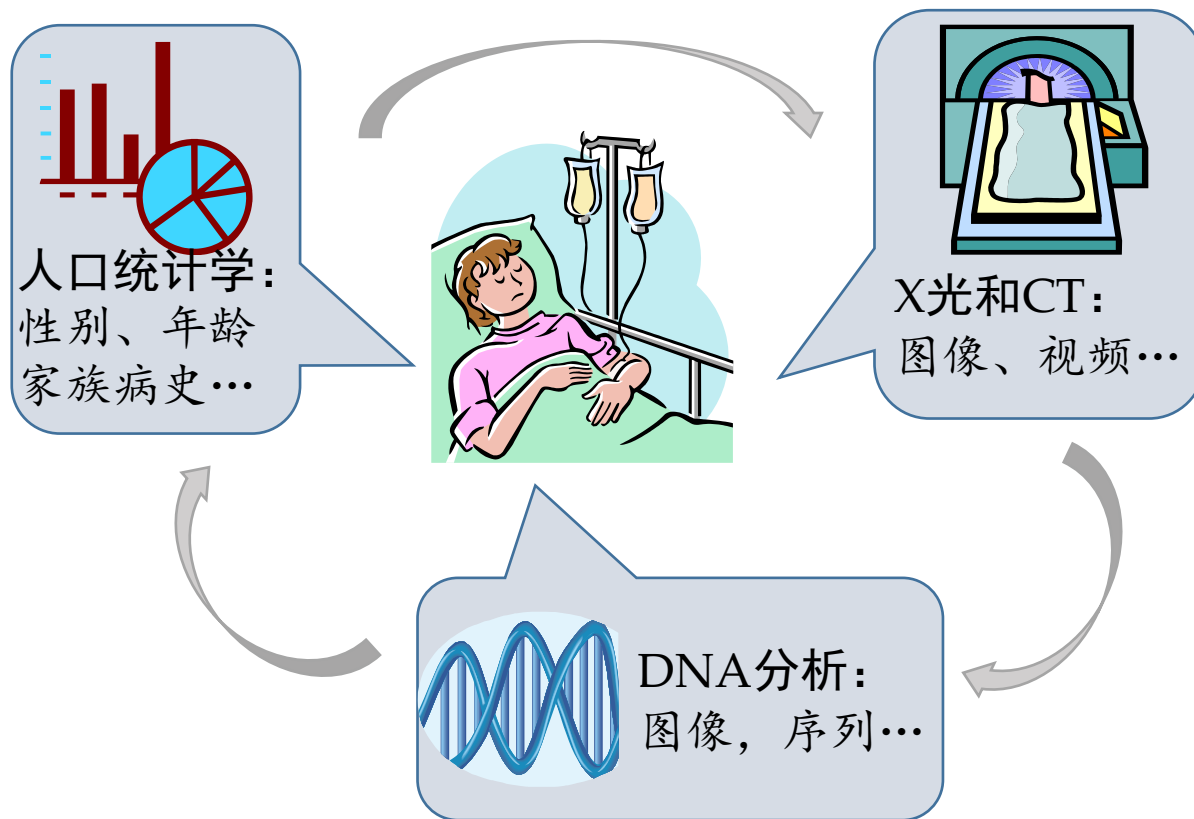 人口统计学：
性别、年龄
家族病史…
X光和CT：
图像、视频…
DNA分析：
图像，序列…